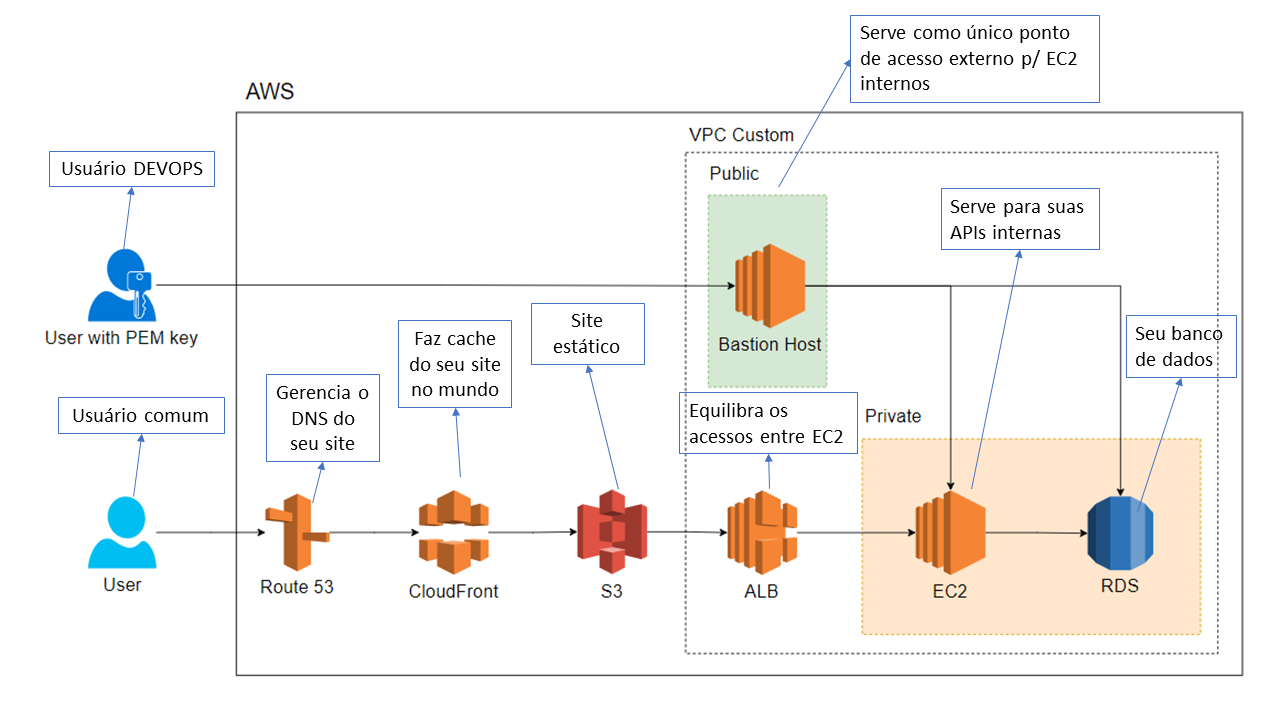 Serve como único ponto
de acesso externo p/ EC2
internos
AWS
VPC Custom
Usuário DEVOPS
Public
Serve para suas
APIs internas
User with PEM key
Bastion Host
Site
estático
Faz cache
do seu site
no mundo
Seu banco
de dados
Gerencia o
DNS do
seu site
Usuário comum
Equilibra os
acessos entre EC2
Private
User
Route 53
CloudFront
S3
ALB
EC2
RDS